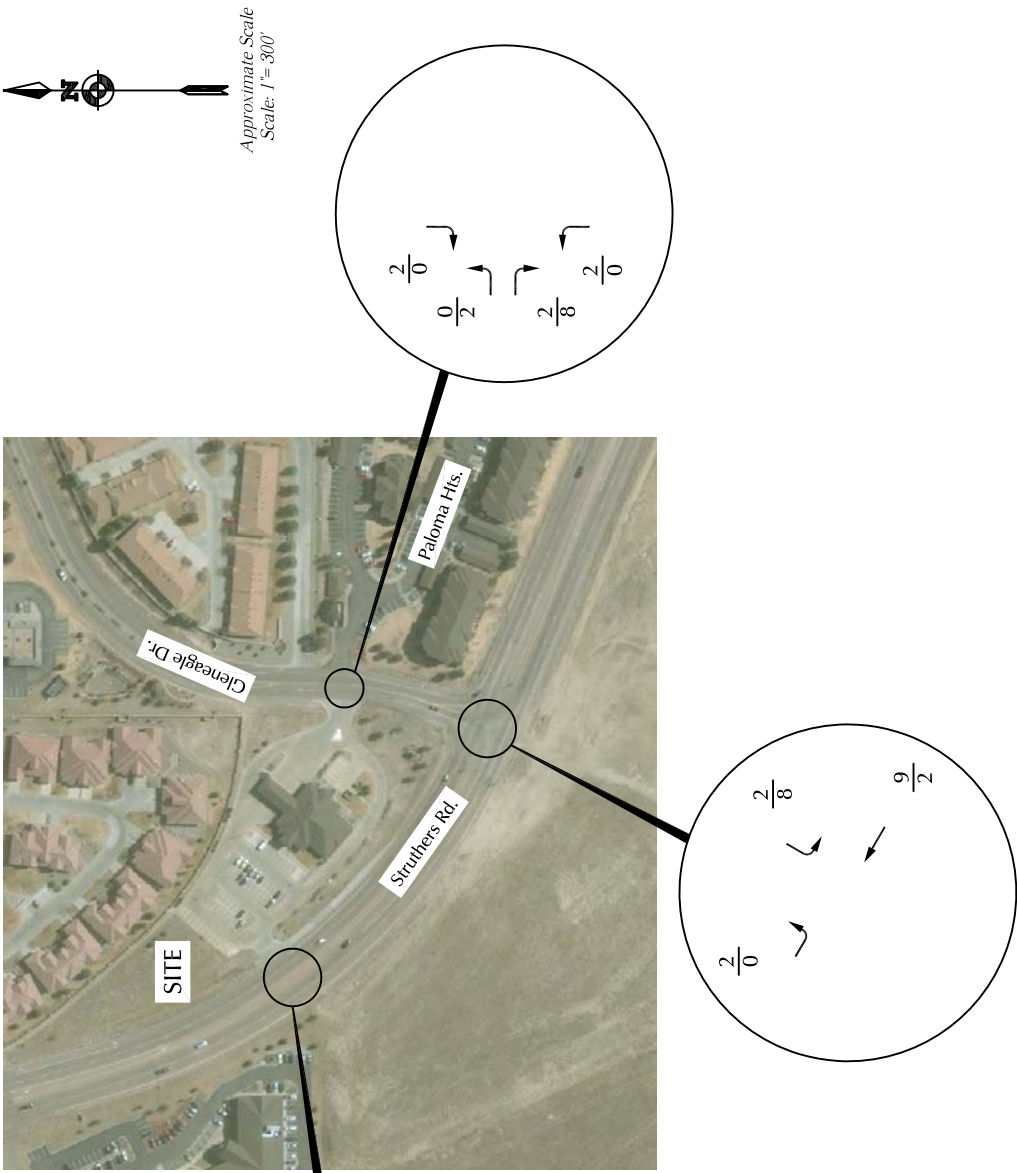 N
Approximate Scale
Scale: 1"= 300'
2
0
0
2
2
8
2
0
Paloma Hts.
Gleneagle Dr.
Struthers Rd.
SITE
2
8
9
2
2
0